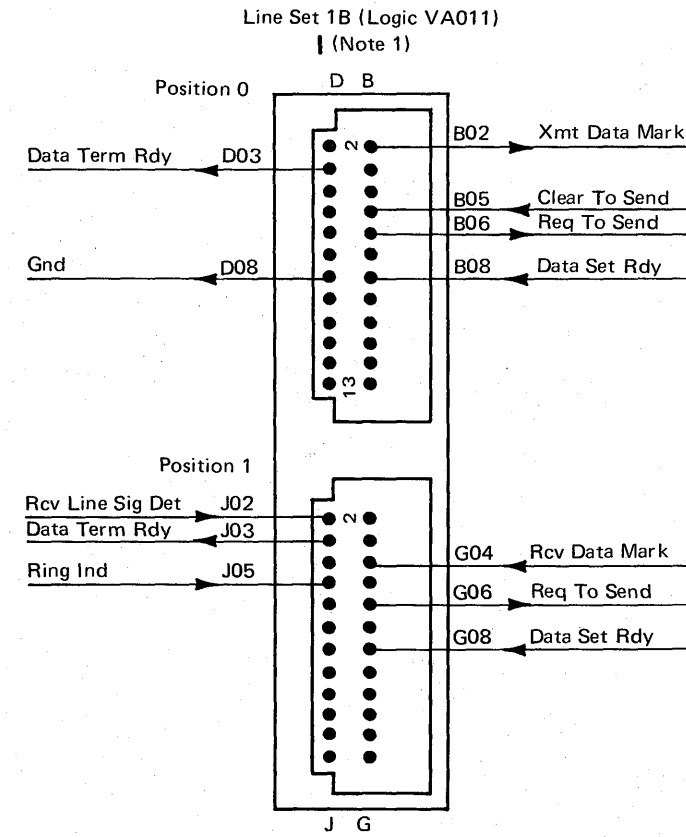 Line Set 1B (Logic VA011)
(Note 1)
Position 0
D B
2
B02 Xmt Data Mark
Data Term Rdy D03
B05 Clear To Send
B06 Req To Send
Gnd D08
B08 Data Set Rdy
13
Position 1
Rcv Line Sig Det J02
2
Data Term Rdy J03
G04 Rcv Data Mark
Ring Ind J05
G06 Req To Send
G08 Data Set Rdy
J G